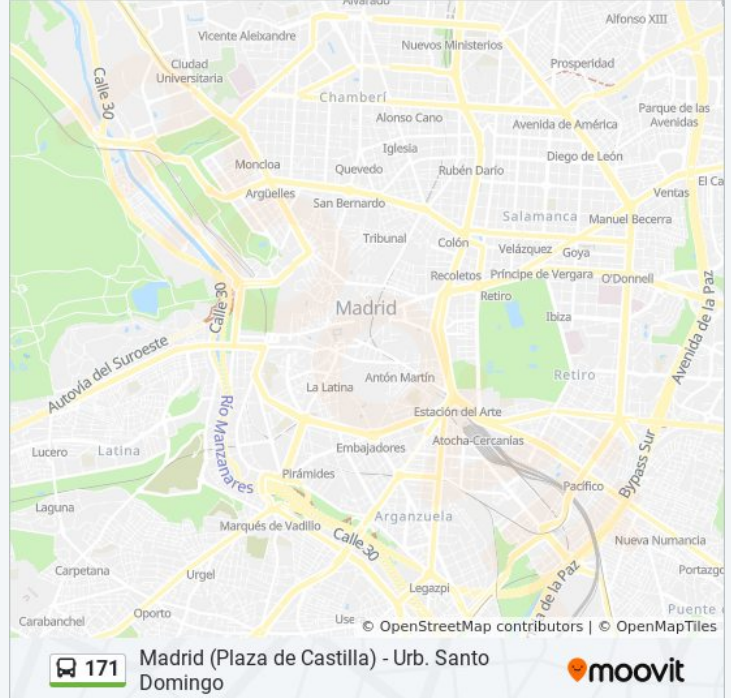 Alvarado
Alfonso XIII
Vicente Aleixandre
Nuevos Ministerios
Ciudad
Universitaria
Prosperidad
Calle 30
Chamberí
Parque de las
Avenidas
Alonso Cano
Avenida de América
Iglesia
Diego de León
Moncloa
Quevedo
Rubén Darío
El Ca
Argüelles
Ventas
San Bernardo
Salamanca
Manuel Becerra
Tribunal
Colón
Velázquez
Goya
Recoletos
Príncipe de Vergara
O'Donnell
Retiro
Calle 30
Madrid
Ibiza
Avenida de la Paz
Autovía del Suroeste
Antón Martín
Retiro
La Latina
Estación del Arte
Río Manzanares
Atocha-Cercanías
Embajadores
Lucero
Latina
Bypass Sur
Pirámides
Pacífico
Laguna
Arganzuela
Marqués de Vadillo
Calle 30
Nueva Numancia
Carpetana
Urgel
Portazgo
Legazpi
a de la Paz
Oporto
Puente
Carabanchel
Use
© OpenStreetMap contributors | © OpenMapTiles
171
Madrid (Plaza de Castilla) - Urb. Santo
Domingo
moovit